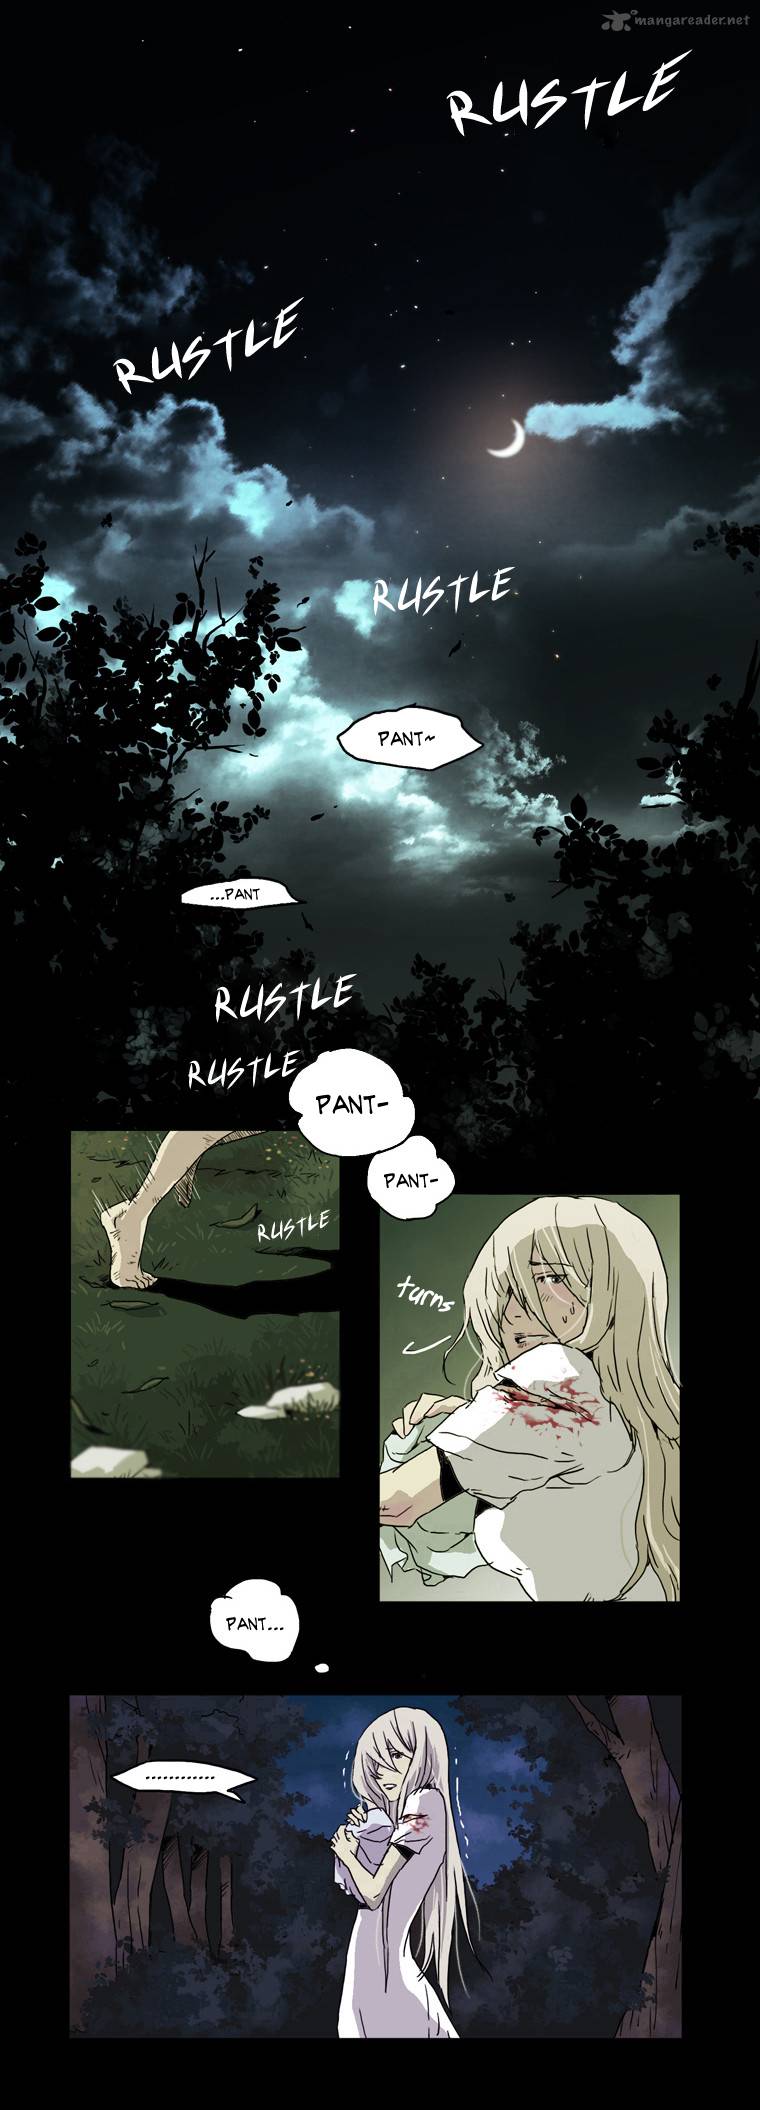 mangareader.net
RUSTLE
RUSTLE
RUSTLE
PANT~
...PANT
RUSTLE
RUSTLE
PANT-
PANT-
RUSTLE
turns
PANT...
............